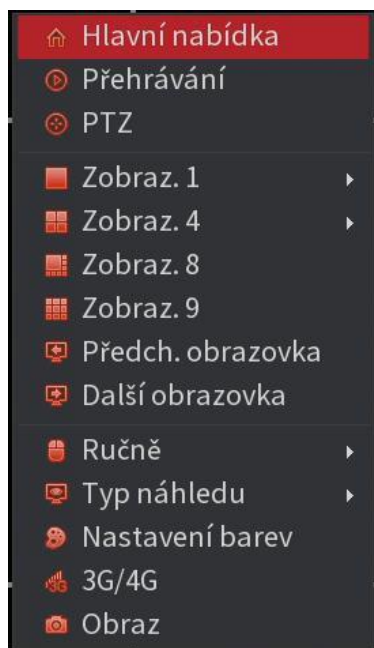 Hlavní nabídka
Přehrávání
PTZ
Zobraz. 1
Zobraz. 4
Zobraz. 8
Zobraz. 9
Předch. obrazovka
Další obrazovka
Ručně
Typ náhledu
Nastavení barev
3G 3G/4G
Obraz